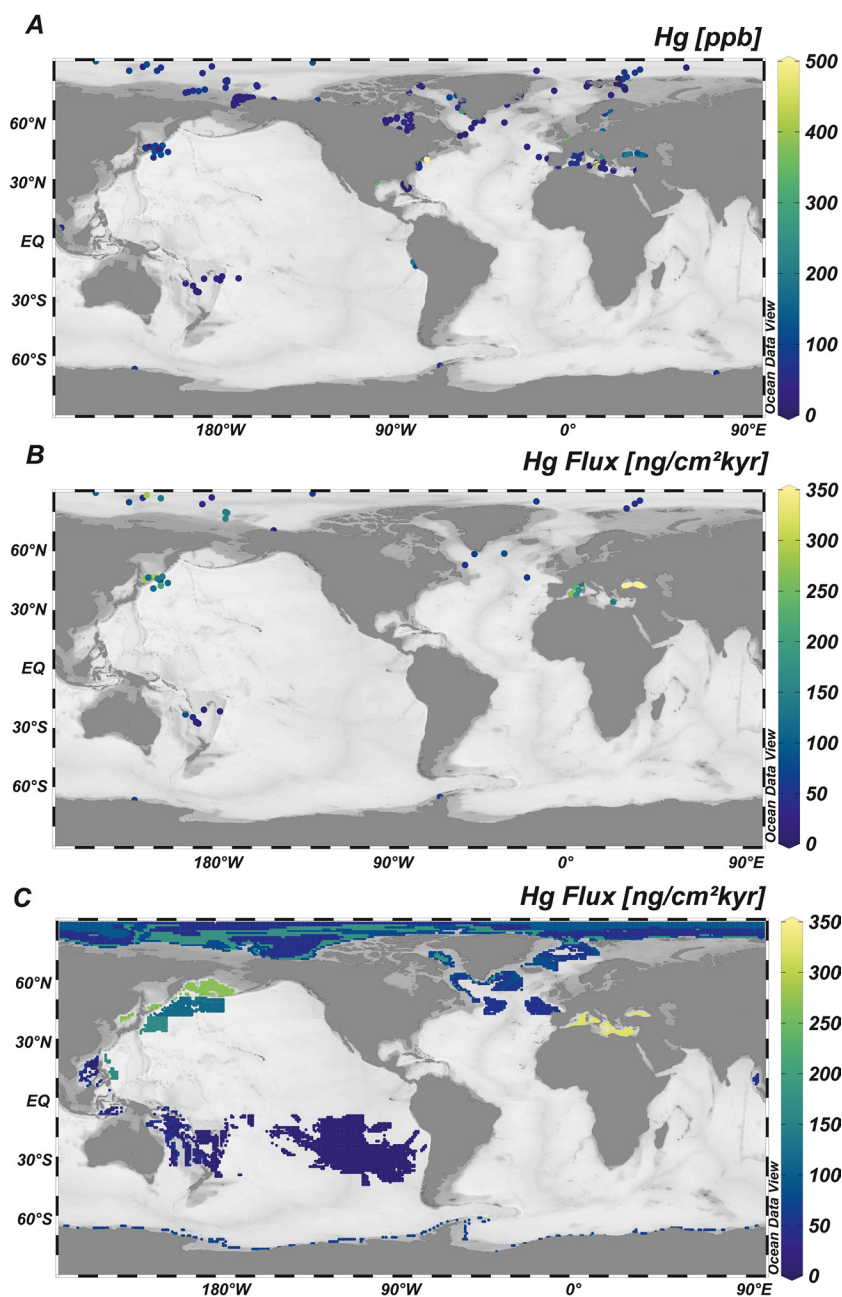 A
Hg [ppb]
500
60°N
400
30°N
300
EQ
200
30°S
100
60°S
Ocean Data View
0
180°W 90°W 0° 90°E
B
Hg Flux [ng/cm²kyr]
350
300
60°N
250
30°N
200
EQ
150
30°S
100
60°S
50
Ocean Data View
0
180°W 90°W 0° 90°E
C
Hg Flux [ng/cm²kyr]
350
300
60°N
250
30°N
200
EQ
150
30°S
100
60°S
50
Ocean Data View
0
180°W 90°W 0° 90°E